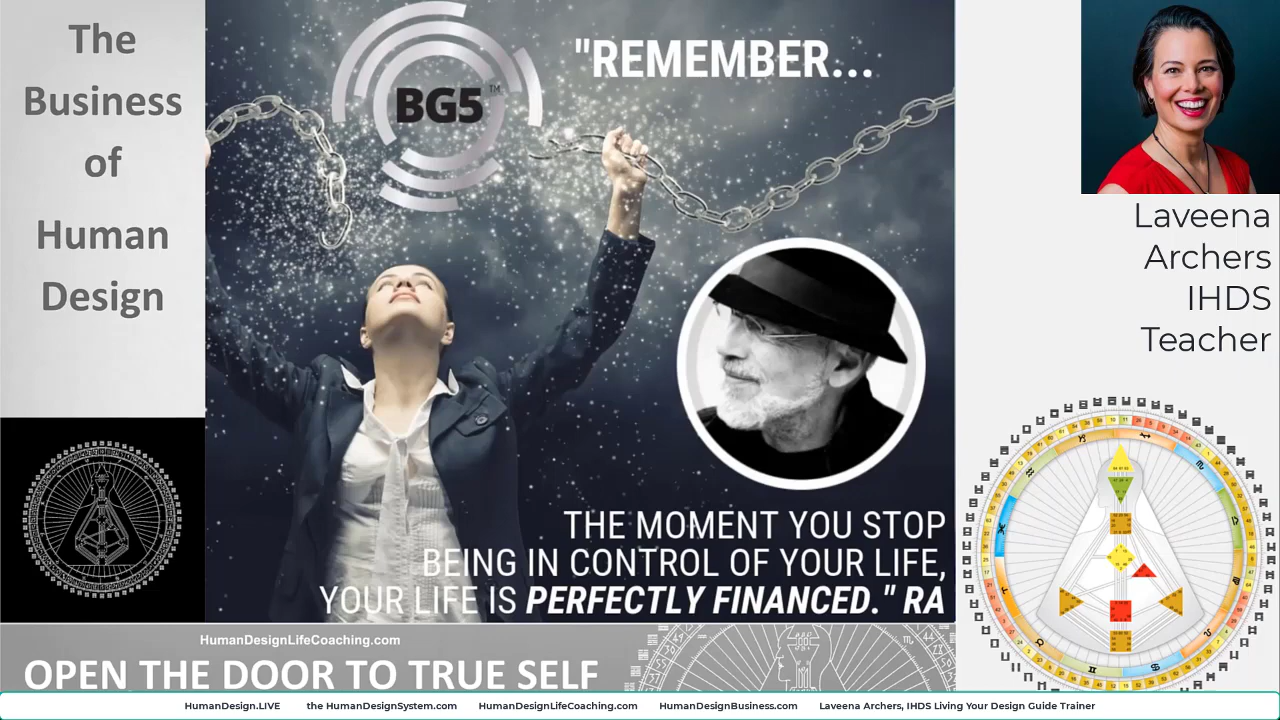 The
Business
of
Human
Design
BG5™
"REMEMBER...
THE MOMENT YOU STOP
BEING IN CONTROL OF YOUR LIFE,
YOUR LIFE IS PERFECTLY FINANCED." RA
Laveena
Archers
IHDS
Teacher
HumanDesignLifeCoaching.com
OPEN THE DOOR TO TRUE SELF
HumanDesign.LIVE the HumanDesignSystem.com HumanDesignLifeCoaching.com HumanDesignBusiness.com Laveena Archers, IHDS Living Your Design Guide Trainer